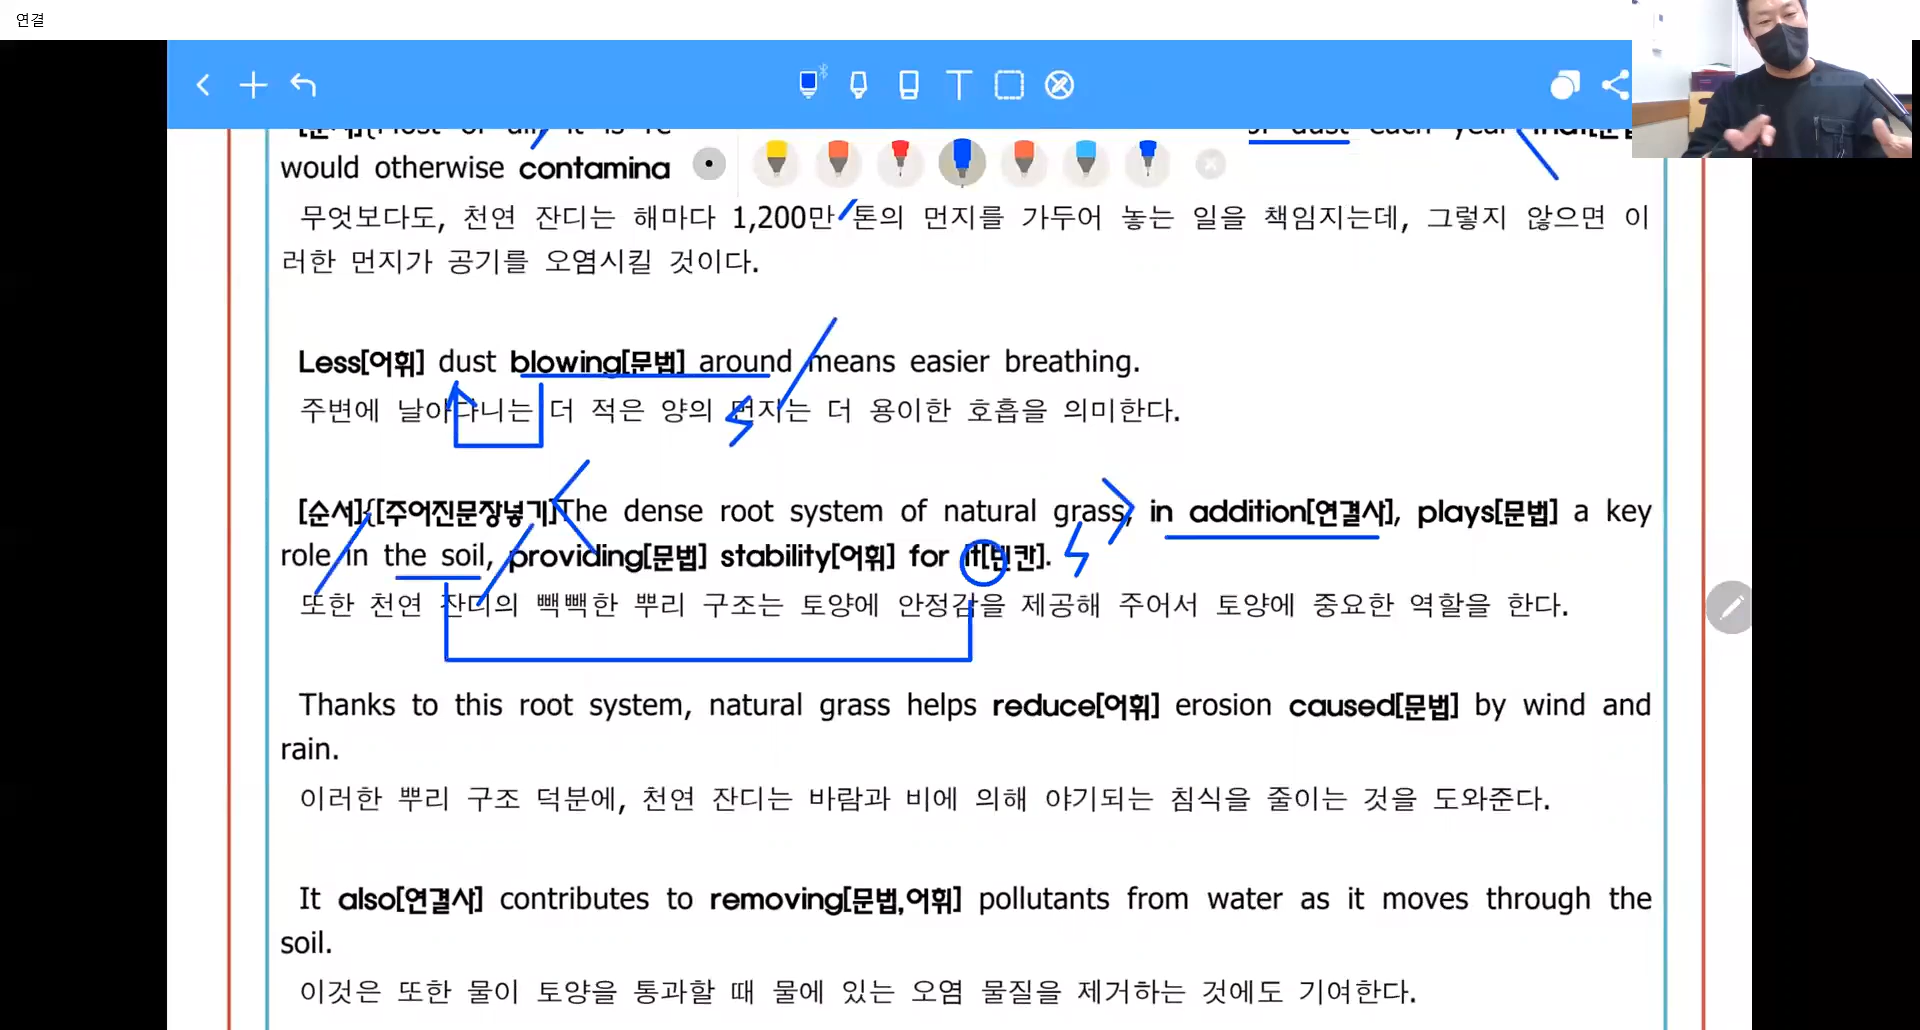 연결
[순서]{Most of all, it is re
of dust each year that[문법
would otherwise contamina
무엇보다도, 천연 잔디는 해마다 1,200만 톤의 먼지를 가두어 놓는 일을 책임지는데, 그렇지 않으면 이
러한 먼지가 공기를 오염시킬 것이다.
Less[어휘] dust blowing[문법] around means easier breathing.
주변에 날아다니는 더 적은 양의 먼지는 더 용이한 호흡을 의미한다.
[순서]{[주어진문장넣기]The dense root system of natural grass, in addition[연결사], plays[문법] a key
role in the soil, providing[문법] stability[어휘] for it[빈칸].
또한 천연 잔디의 빽빽한 뿌리 구조는 토양에 안정감을 제공해 주어서 토양에 중요한 역할을 한다.
Thanks to this root system, natural grass helps reduce[어휘] erosion caused[문법] by wind and
rain.
이러한 뿌리 구조 덕분에, 천연 잔디는 바람과 비에 의해 야기되는 침식을 줄이는 것을 도와준다.
It also[연결사] contributes to removing[문법,어휘] pollutants from water as it moves through the
soil.
이것은 또한 물이 토양을 통과할 때 물에 있는 오염 물질을 제거하는 것에도 기여한다.